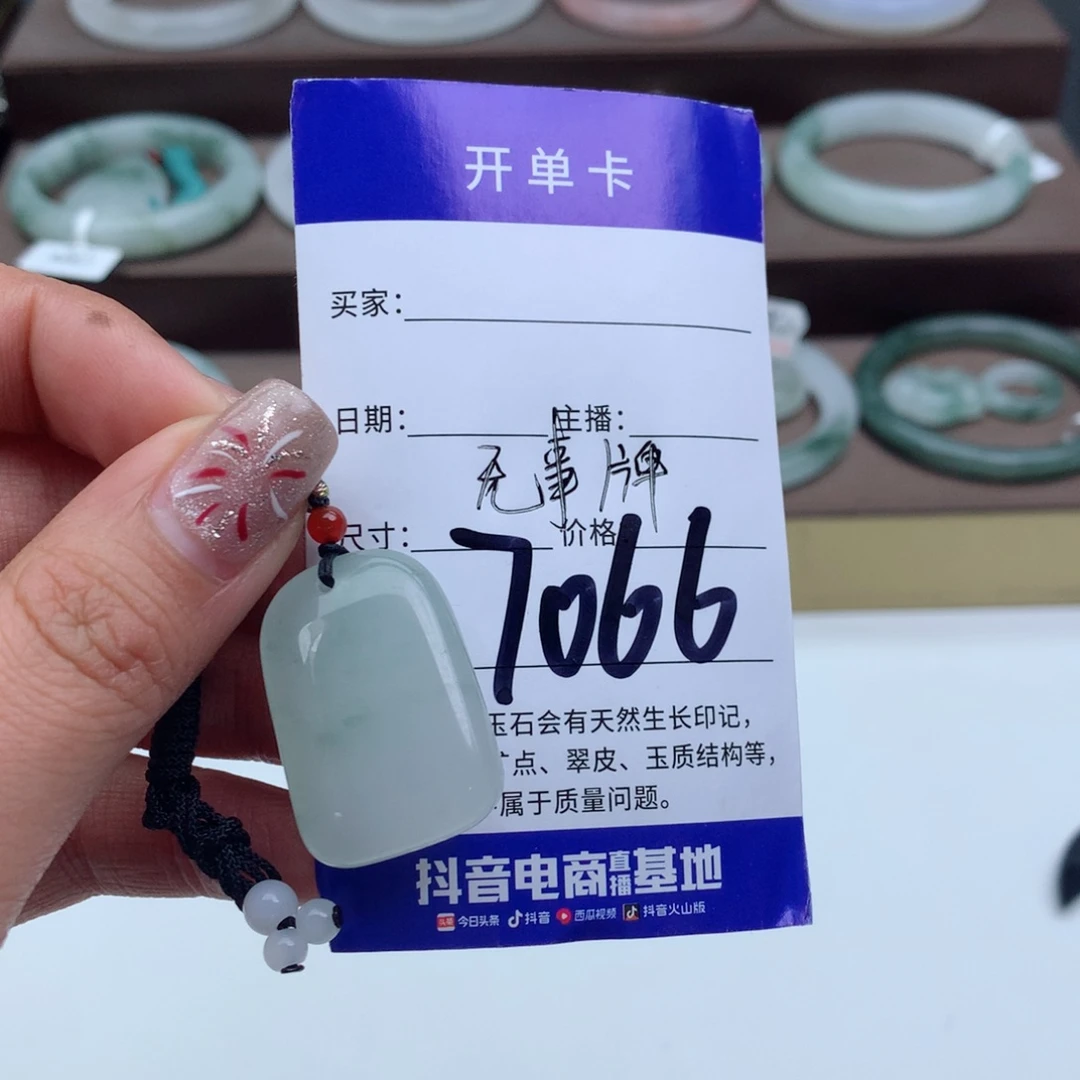 开单卡
买家：
日期： 主播：
无事牌
尺寸： 价格
7066
玉石会有天然生长印记，
矿点、翠皮、玉质结构等，
属于质量问题。
抖音电商直播基地
头条 今日头条 抖音 西瓜视频 抖音火山版